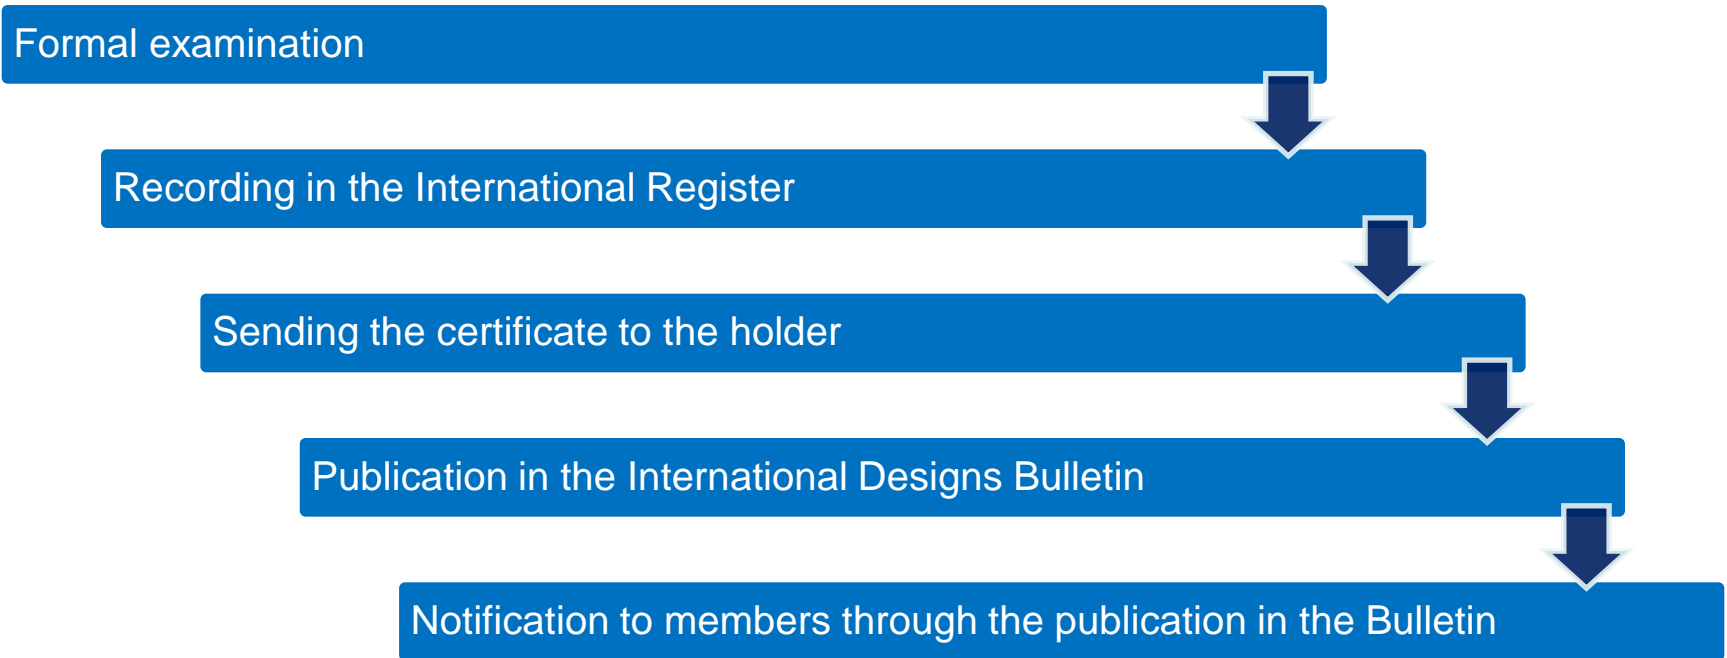 Formal examination
Recording in the International Register
Sending the certificate to the holder
Publication in the International Designs Bulletin
Notification to members through the publication in the Bulletin